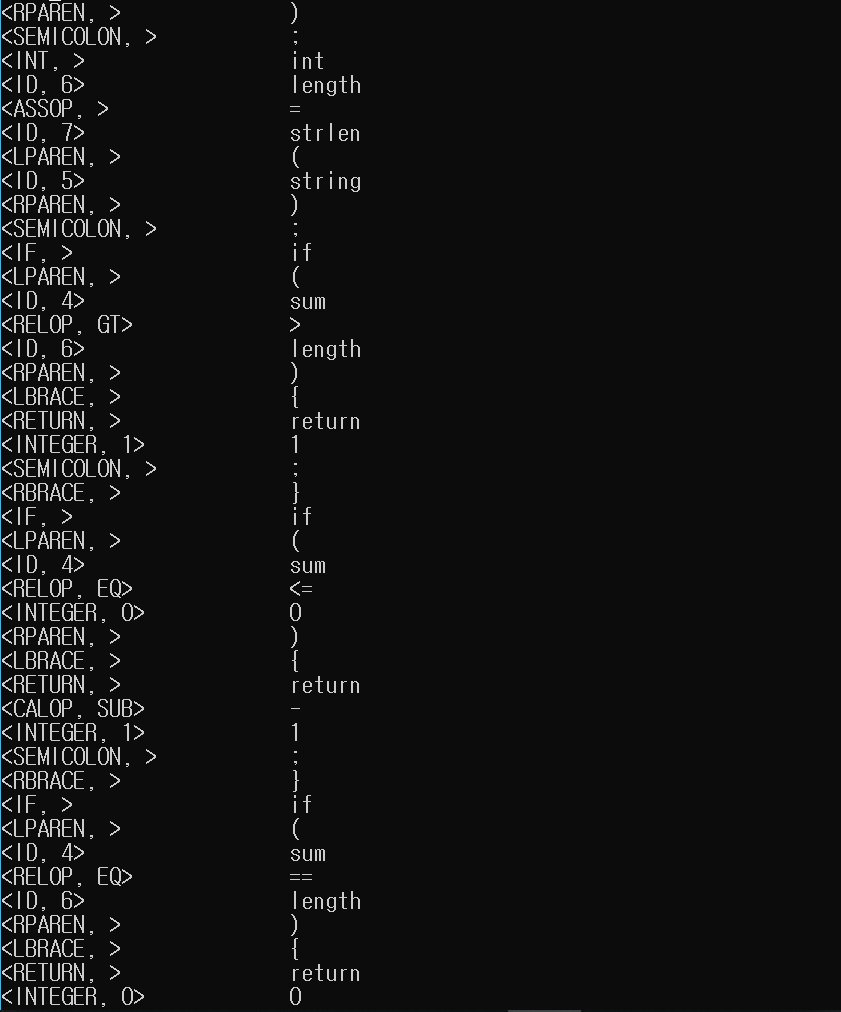 <RPAREN, > )
<SEMICOLON, > ;
<INT, > int
<ID, 6> length
<ASSOP, > =
<ID, 7> strlen
<LPAREN, > (
<ID, 5> string
<RPAREN, > )
<SEMICOLON, > ;
<IF, > if
<LPAREN, > (
<ID, 4> sum
<RELOP, GT> >
<ID, 6> length
<RPAREN, > )
<LBRACE, > {
<RETURN, > return
<INTEGER, 1> 1
<SEMICOLON, > ;
<RBRACE, > }
<IF, > if
<LPAREN, > (
<ID, 4> sum
<RELOP, EQ> <=
<INTEGER, 0> 0
<RPAREN, > )
<LBRACE, > {
<RETURN, > return
<CALOP, SUB> -
<INTEGER, 1> 1
<SEMICOLON, > ;
<RBRACE, > }
<IF, > if
<LPAREN, > (
<ID, 4> sum
<RELOP, EQ> ==
<ID, 6> length
<RPAREN, > )
<LBRACE, > {
<RETURN, > return
<INTEGER, 0> 0